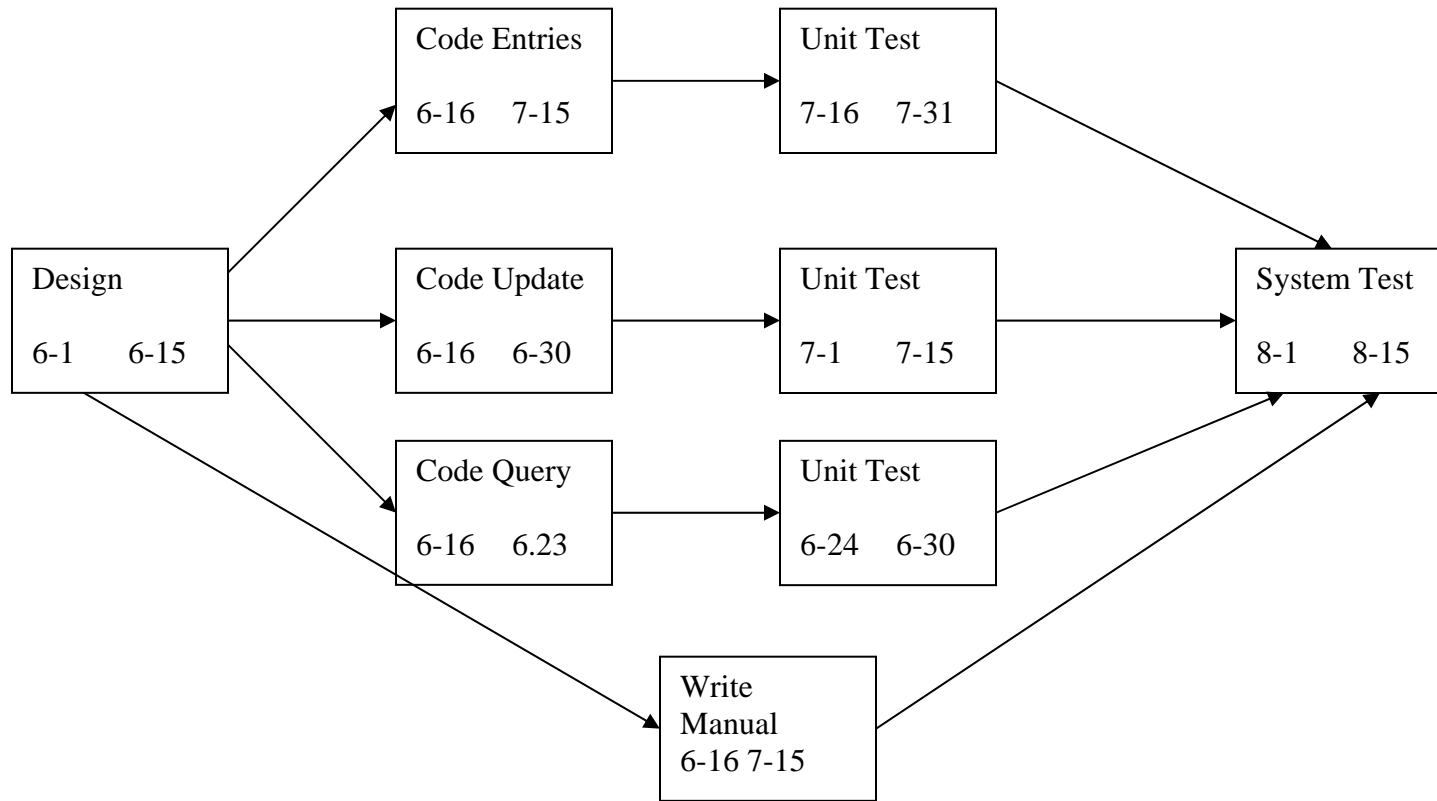 Code Entries
6-16 7-15
Unit Test
7-16 7-31
Design
6-1 6-15
Code Update
6-16 6-30
Unit Test
7-1 7-15
System Test
8-1 8-15
Code Query
6-16 6.23
Unit Test
6-24 6-30
Write
Manual
6-16 7-15